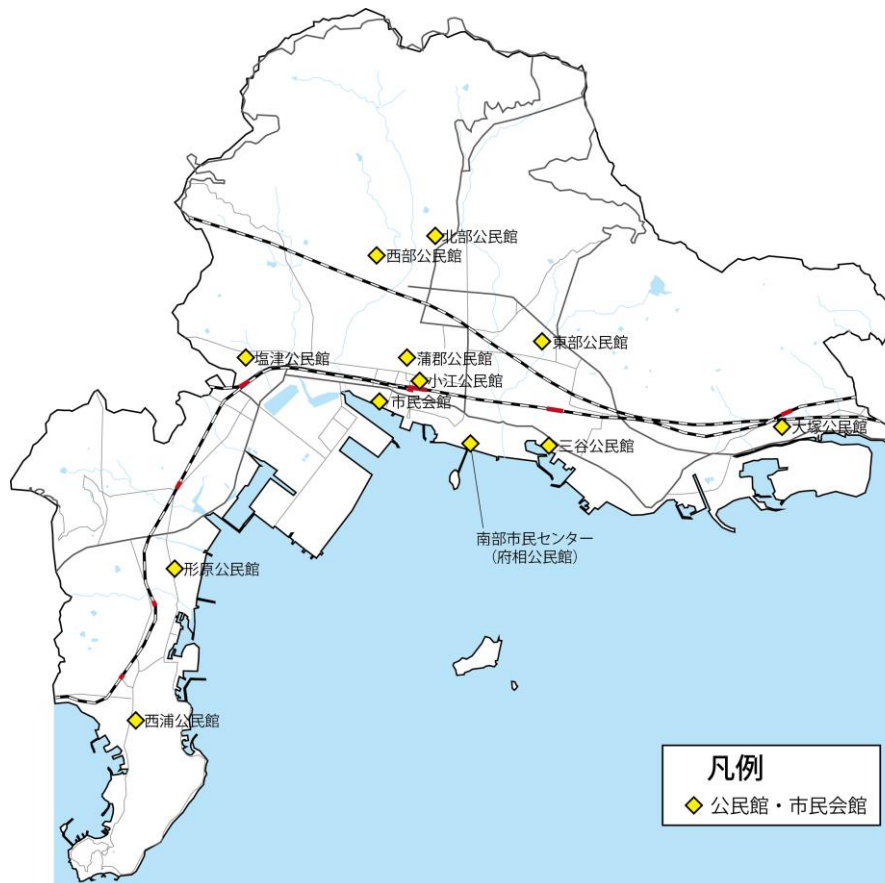 北部公民館
西部公民館
東部公民館
塩津公民館
蒲郡公民館
小江公民館
市民会館
大塚公民館
三谷公民館
南部市民センター
（府相公民館）
形原公民館
西浦公民館
凡例
公民館・市民会館